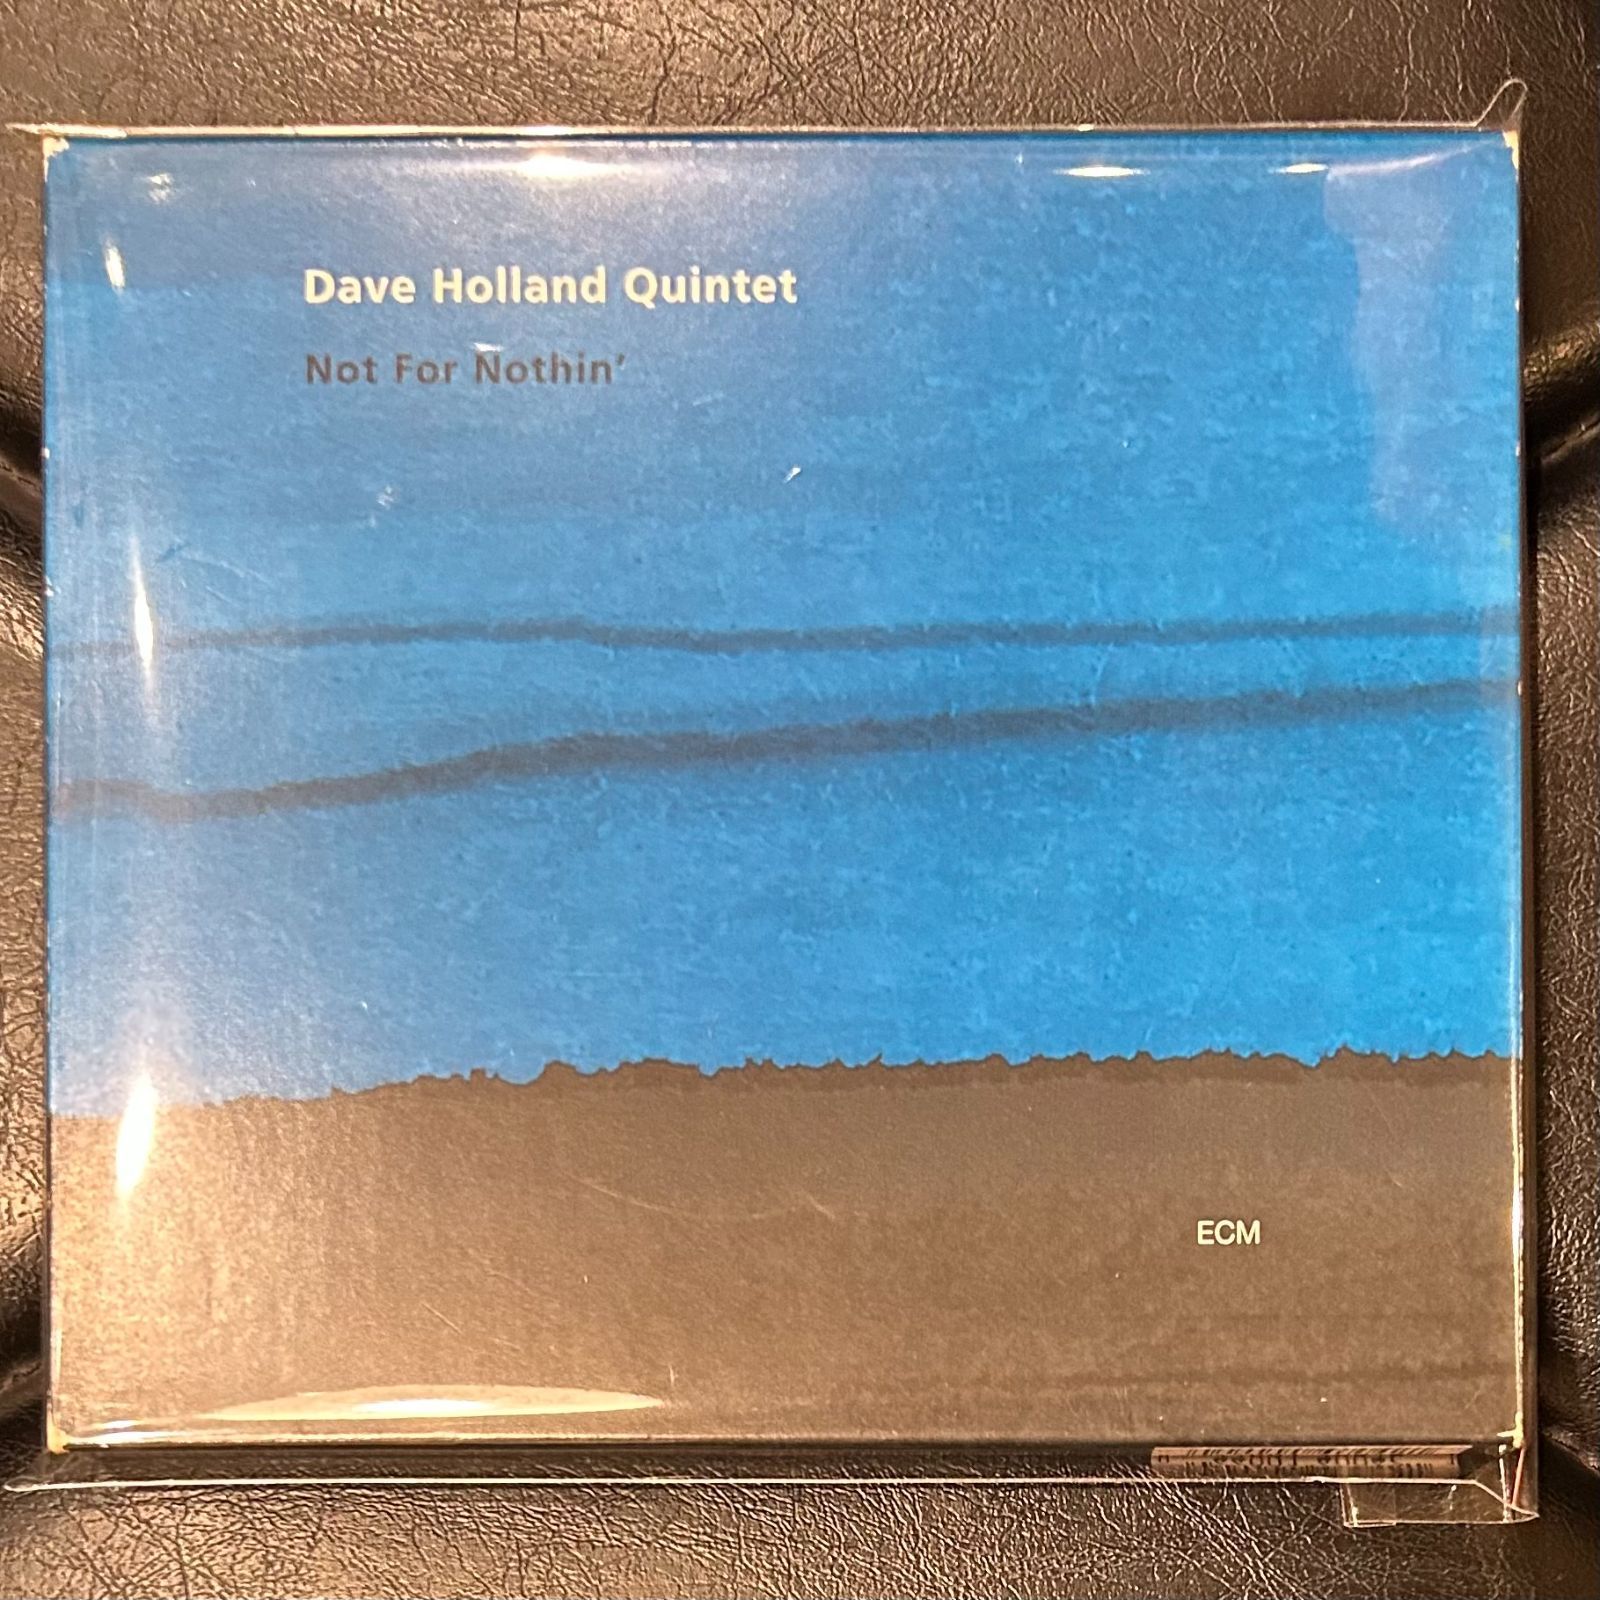 Dave Holland Quintet
Not For Nothin’
ECM